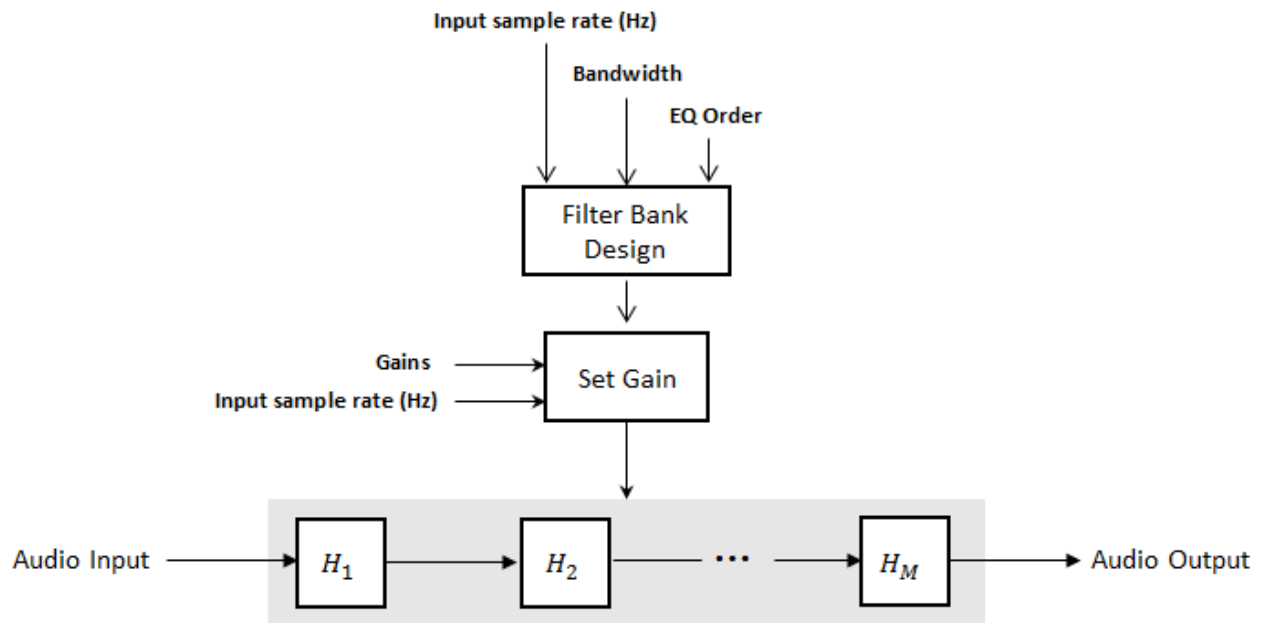 Input sample rate (Hz)
Bandwidth
EQ Order
Filter Bank
Design
Gains
Input sample rate (Hz)
Set Gain
Audio Input
H₁
H₂
...
H_M
Audio Output